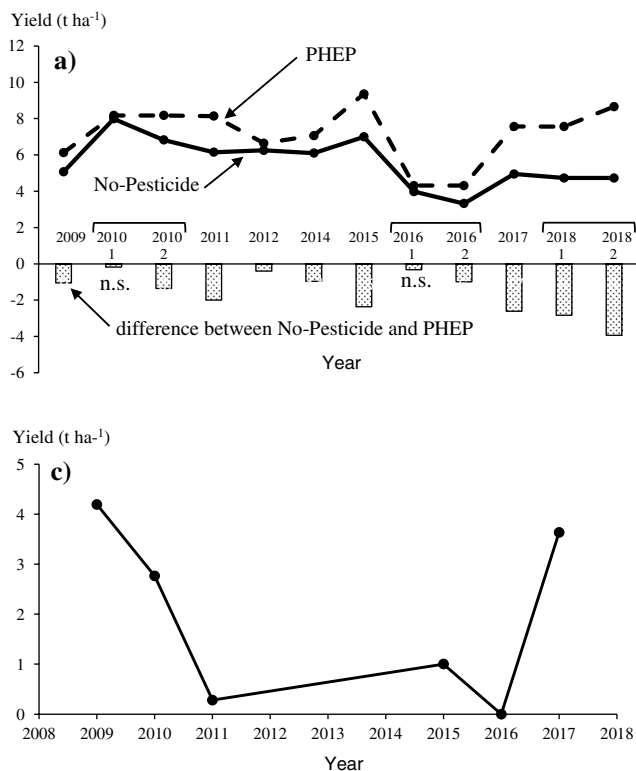 Yield (t ha-1)
a)
PHEP
No-Pesticide
12
10
8
6
4
2
0
-2
-4
-6
2009 2010 2010 2011 2012 2014 2015 2016 2016 2017 2018 2018
1 2 1 2 1 2
n.s. n.s.
difference between No-Pesticide and PHEP
Year
Yield (t ha-1)
c)
5
4
3
2
1
0
2008 2009 2010 2011 2012 2013 2014 2015 2016 2017 2018
Year